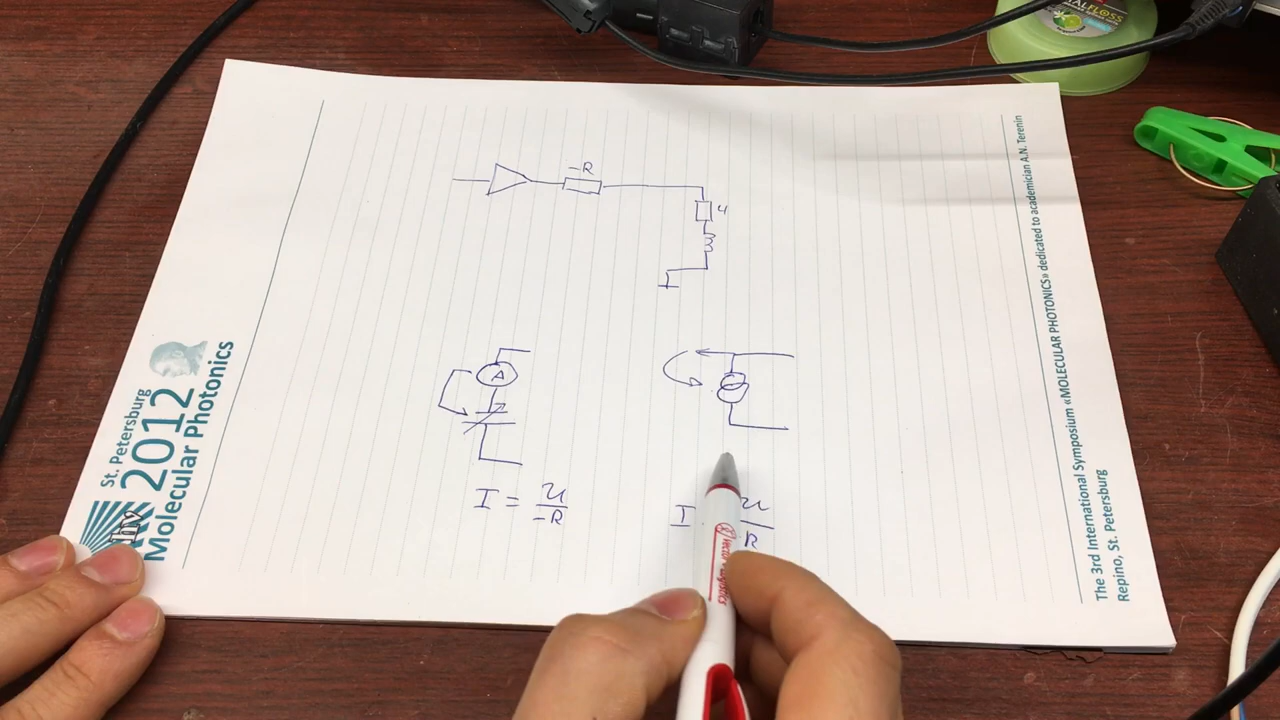 -R
4
A
I = U/-R
I U/R
St. Petersburg
2012
Molecular Photonics
hν
The 3rd International Symposium «MOLECULAR PHOTONICS» dedicated to academician A.N. Terenin
Repino, St. Petersburg